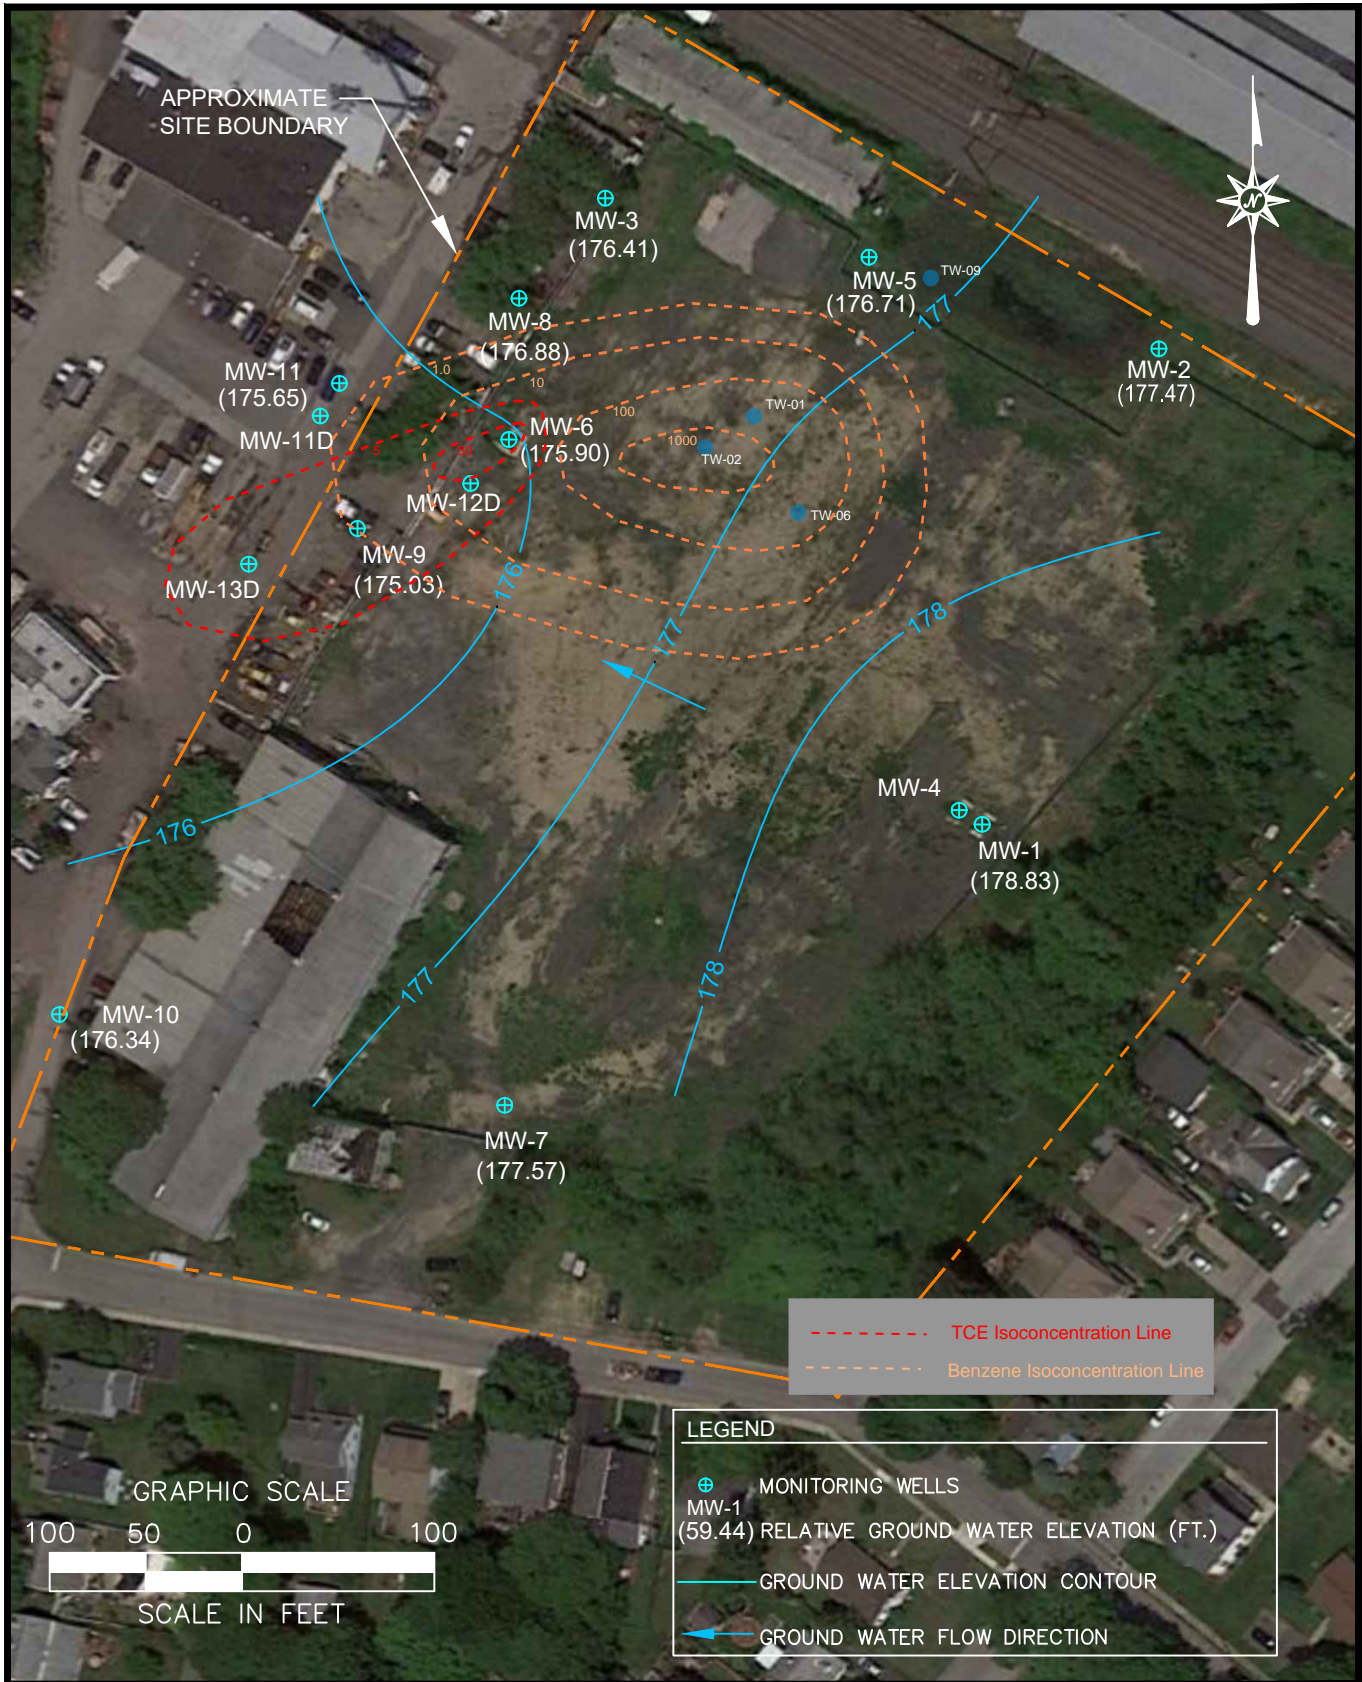 APPROXIMATE
SITE BOUNDARY
N
MW-3
(176.41)
MW-5
(176.71)
TW-09
177
MW-8
(176.88)
MW-2
(177.47)
MW-11
(175.65)
1.0
10
100
TW-01
MW-11D
MW-6
(175.90)
1000
TW-02
5
MW-12D
TW-06
MW-9
(175.03)
MW-13D
176
178
177
MW-4
MW-1
(178.83)
176
177
178
MW-10
(176.34)
MW-7
(177.57)
TCE Isoconcentration Line
Benzene Isoconcentration Line
LEGEND
MONITORING WELLS
MW-1
(59.44) RELATIVE GROUND WATER ELEVATION (FT.)
GROUND WATER ELEVATION CONTOUR
GROUND WATER FLOW DIRECTION
GRAPHIC SCALE
100 50 0 100
SCALE IN FEET